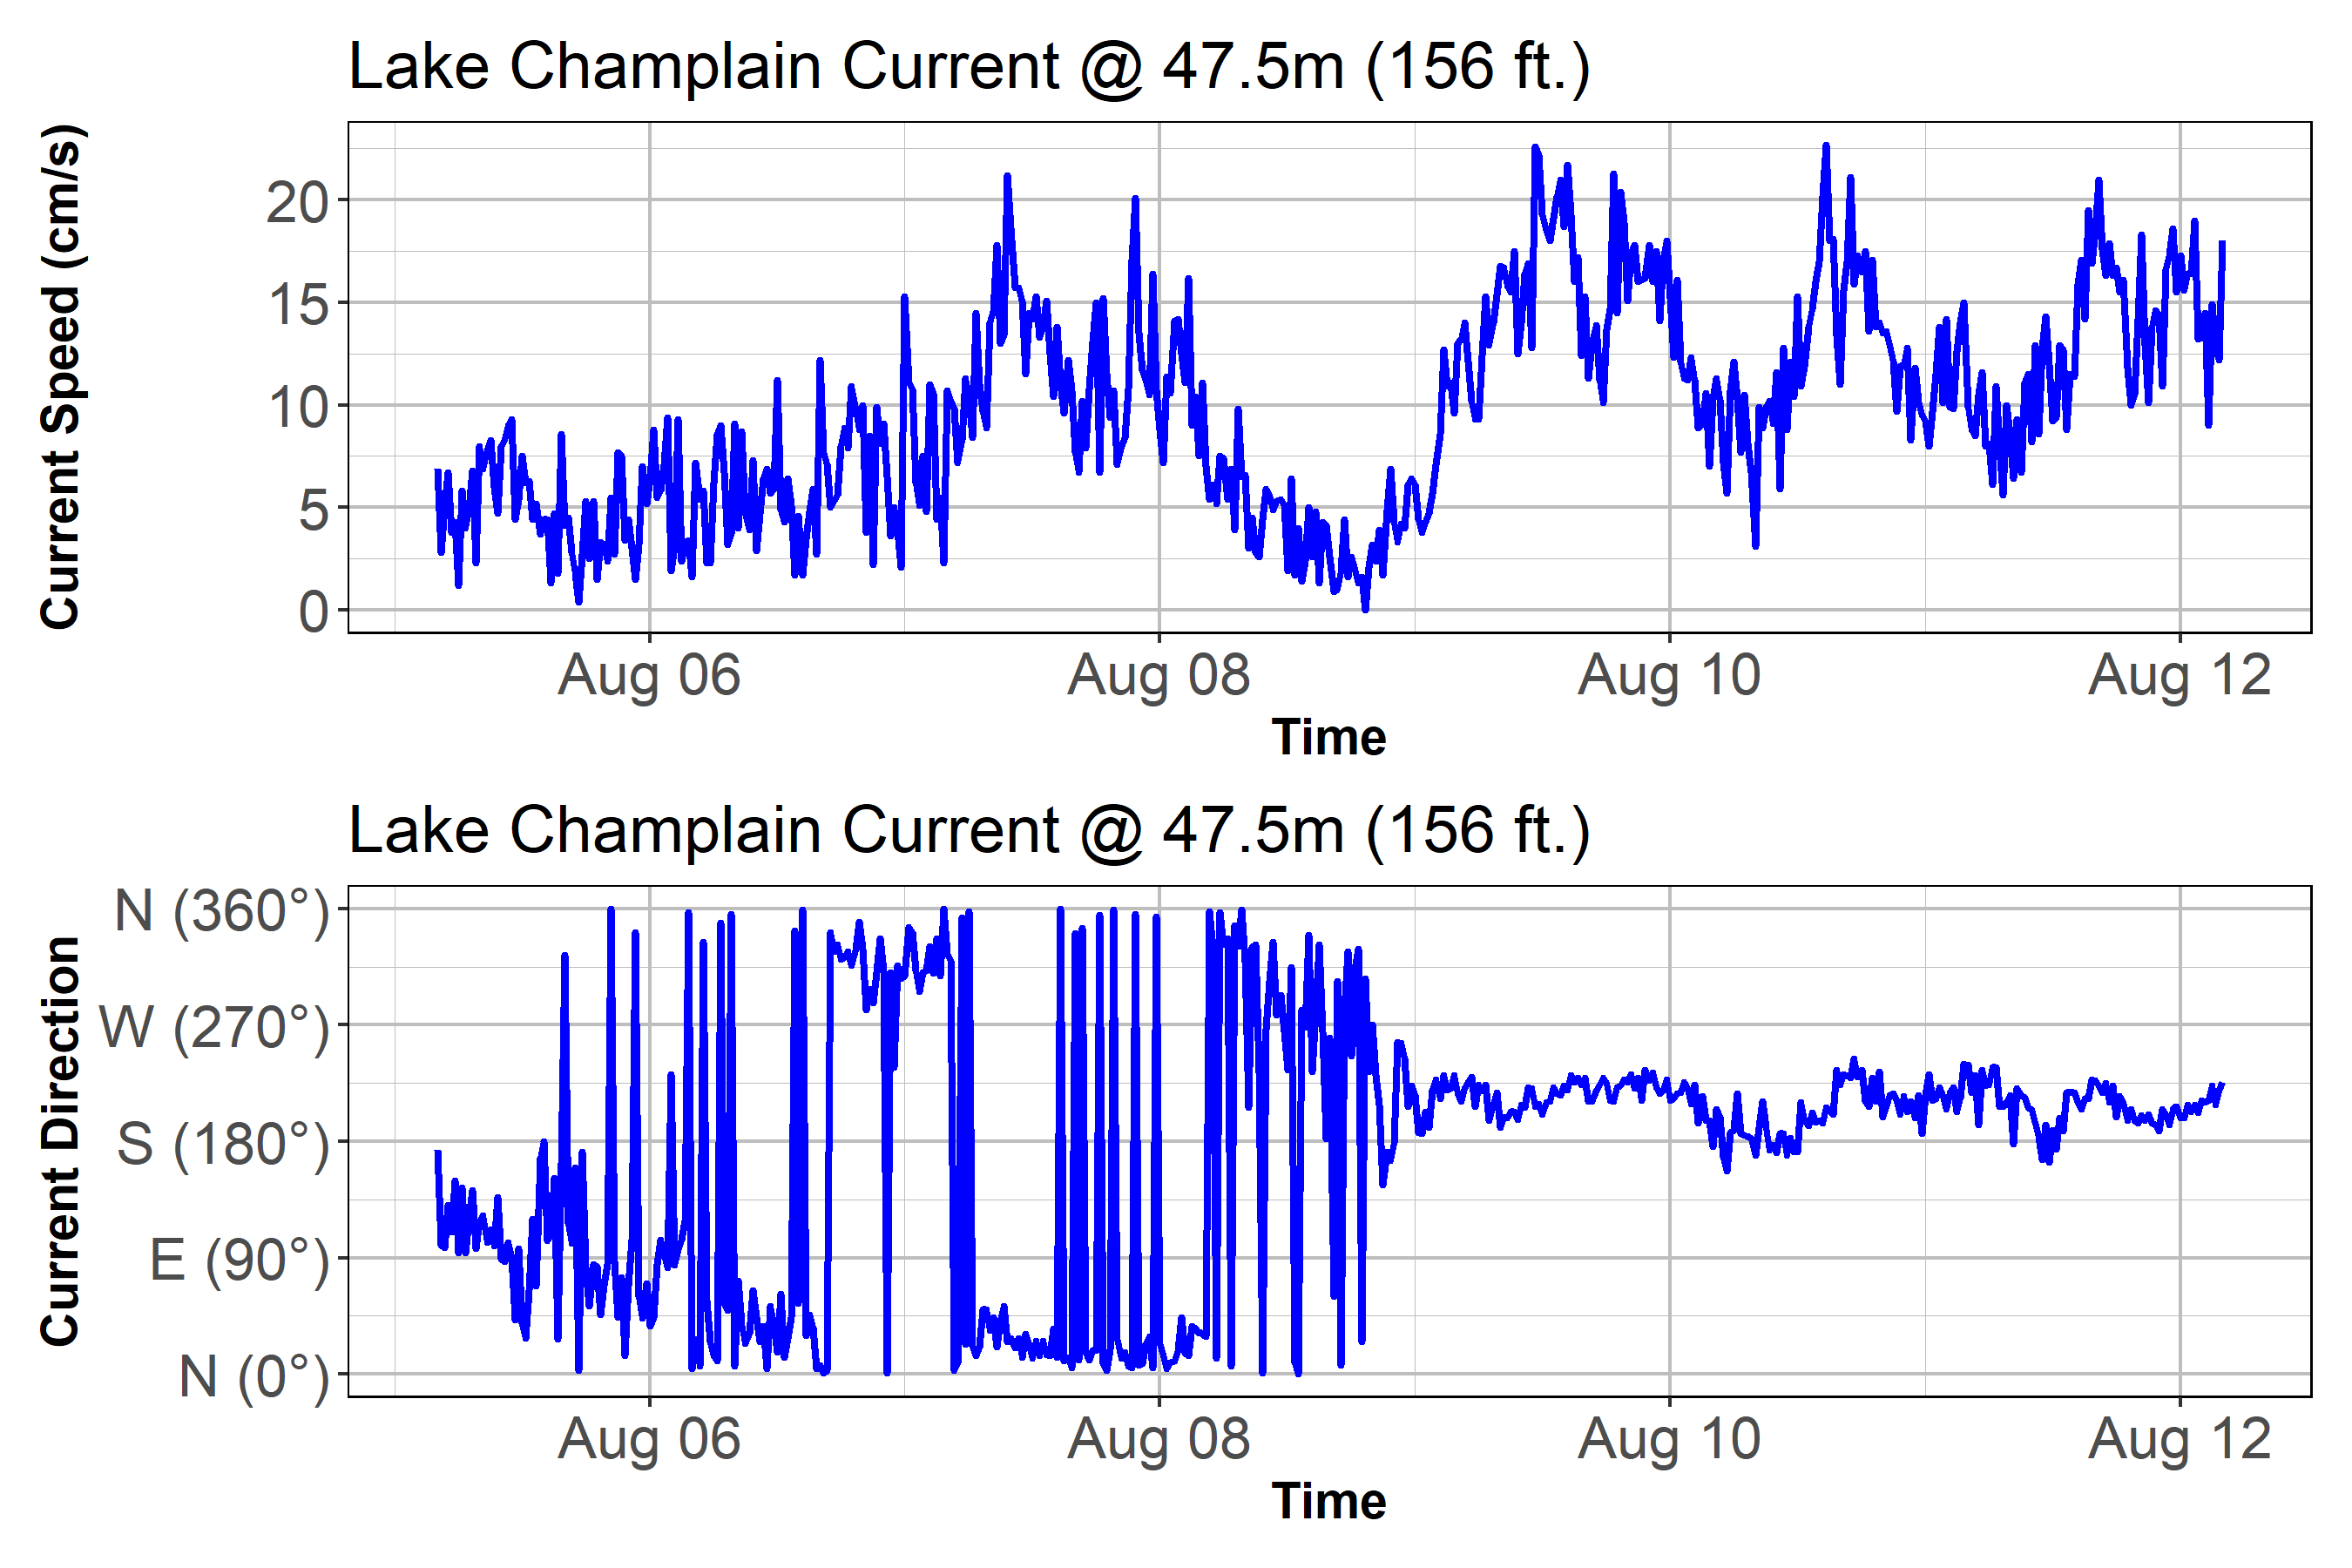 Lake Champlain Current @ 47.5m (156 ft.)
Current Speed (cm/s)
20
15
10
5
0
Aug 06 Aug 08 Aug 10 Aug 12
Time
Lake Champlain Current @ 47.5m (156 ft.)
Current Direction
N (360°)
W (270°)
S (180°)
E (90°)
N (0°)
Aug 06 Aug 08 Aug 10 Aug 12
Time